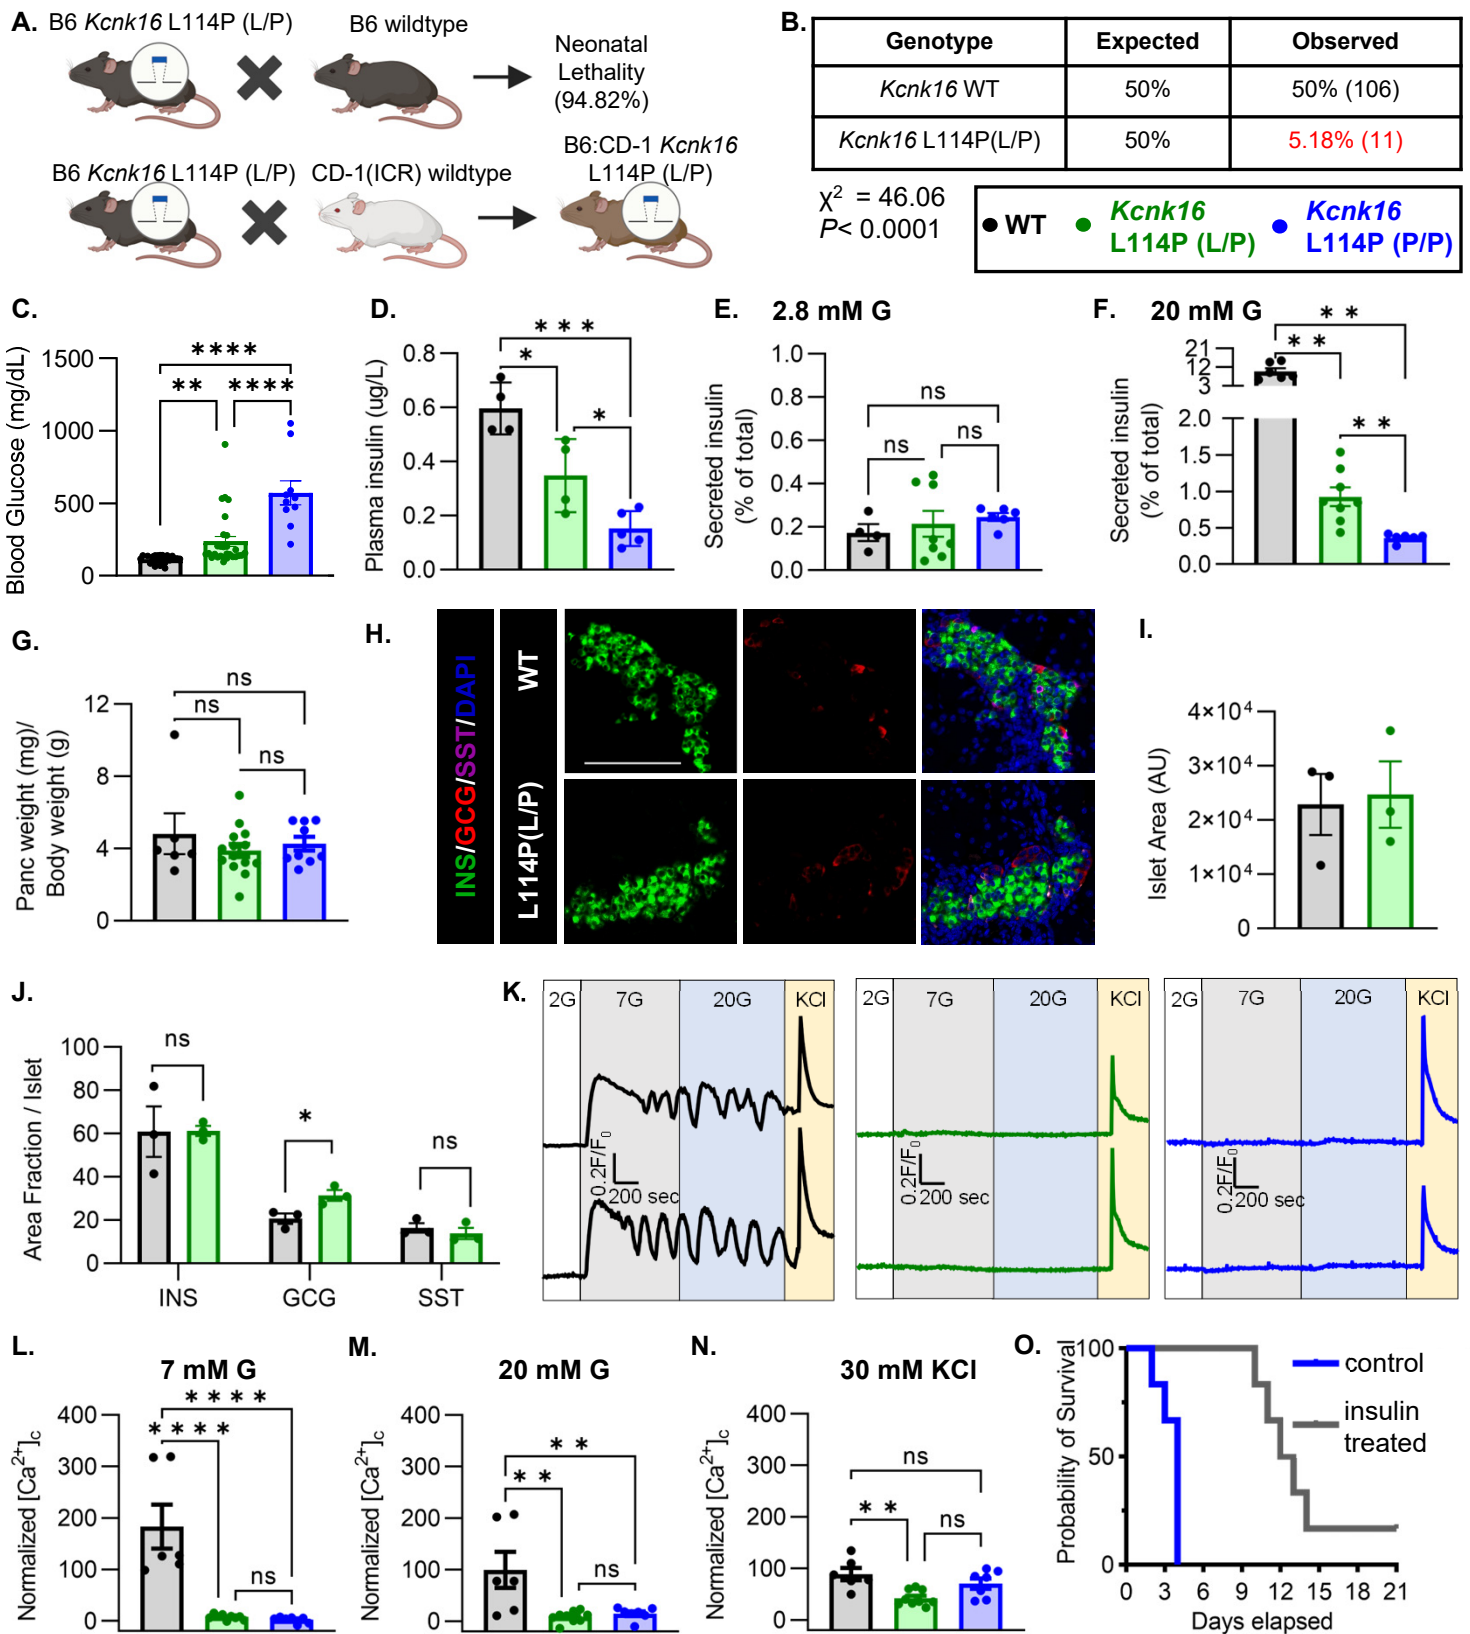 A.
B6 Kcnk16 L114P (L/P)
B6 wildtype
Neonatal
Lethality
(94.82%)
B6 Kcnk16 L114P (L/P)
CD-1(ICR) wildtype
B6:CD-1 Kcnk16
L114P (L/P)
B.
Genotype Expected Observed
Kcnk16 WT 50% 50% (106)
Kcnk16 L114P(L/P) 50% 5.18% (11)
χ² = 46.06
P< 0.0001
WT
Kcnk16
L114P (L/P)
Kcnk16
L114P (P/P)
C.
Blood Glucose (mg/dL)
1500
1000
500
0
****
** ****
D.
Plasma insulin (ug/L)
0.8
0.6
0.4
0.2
0.0
***
*
*
E.
2.8 mM G
Secreted insulin
(% of total)
1.0
0.8
0.6
0.4
0.2
0.0
ns
ns
ns
F.
20 mM G
Secreted insulin
(% of total)
21
12
3
2.0
1.5
1.0
0.5
0.0
**
**
**
G.
Panc weight (mg)/
Body weight (g)
12
8
4
0
ns
ns
ns
H.
INS/GCG/SST/DAPI
WT
L114P(L/P)
I.
Islet Area (AU)
4×10⁴
3×10⁴
2×10⁴
1×10⁴
0
J.
Area Fraction / Islet
100
80
60
40
20
0
ns
*
ns
INS GCG SST
K.
2G 7G 20G KCl
0.2F/F₀
200 sec
2G 7G 20G KCl
0.2F/F₀
200 sec
2G 7G 20G KCl
0.2F/F₀
200 sec
L.
7 mM G
Normalized [Ca²⁺]c
400
300
200
100
0
****
****
ns
M.
20 mM G
Normalized [Ca²⁺]c
400
300
200
100
0
**
**
ns
N.
30 mM KCl
Normalized [Ca²⁺]c
400
300
200
100
0
ns
**
ns
O.
Probability of Survival
100
50
0
control
insulin
treated
0 3 6 9 12 15 18 21
Days elapsed